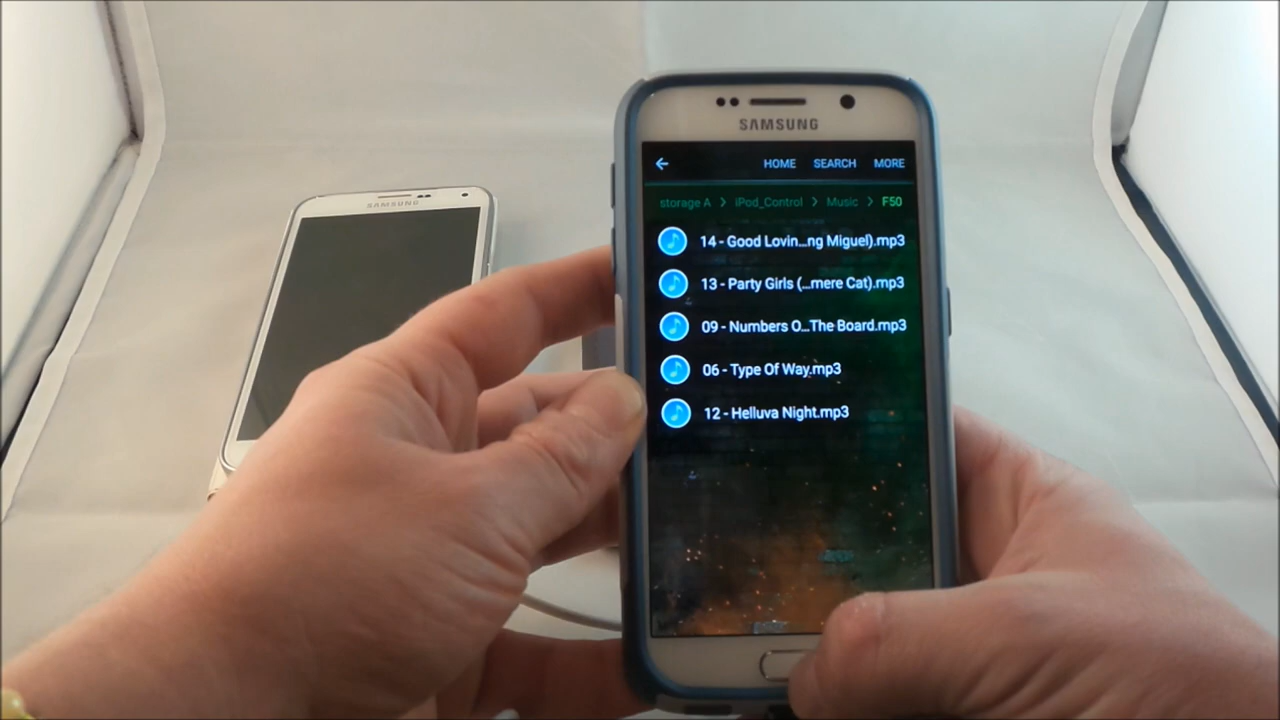 SAMSUNG
SAMSUNG
HOME SEARCH MORE
storage A > iPod_Control > Music > F50
14 - Good Lovin...ng Miguel).mp3
13 - Party Girls (...mere Cat).mp3
09 - Numbers O...The Board.mp3
06 - Type Of Way.mp3
12 - Helluva Night.mp3